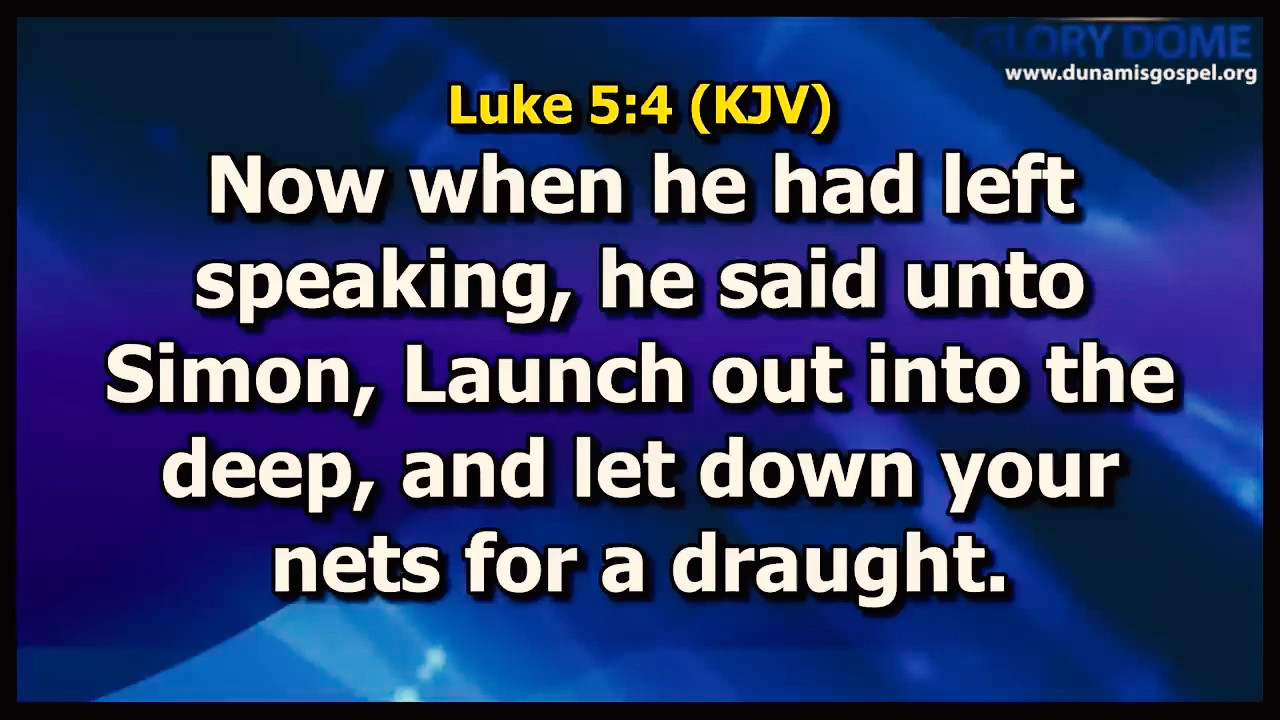 GLORY DOME
www.dunamisgospel.org
Luke 5:4 (KJV)
Now when he had left
speaking, he said unto
Simon, Launch out into the
deep, and let down your
nets for a draught.